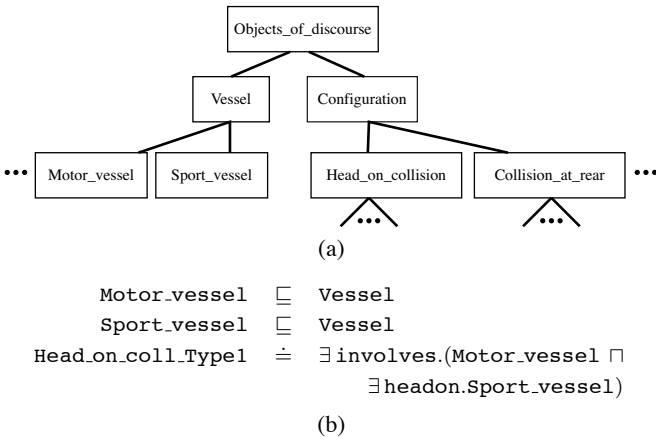 Objects_of_discourse
Vessel Configuration
••• Motor_vessel Sport_vessel Head_on_collision Collision_at_rear •••
••• •••
(a)
Motor_vessel ⊑ Vessel
Sport_vessel ⊑ Vessel
Head_on_coll_Type1 ≐ ∃ involves.(Motor_vessel ⊓
∃ headon.Sport_vessel)
(b)